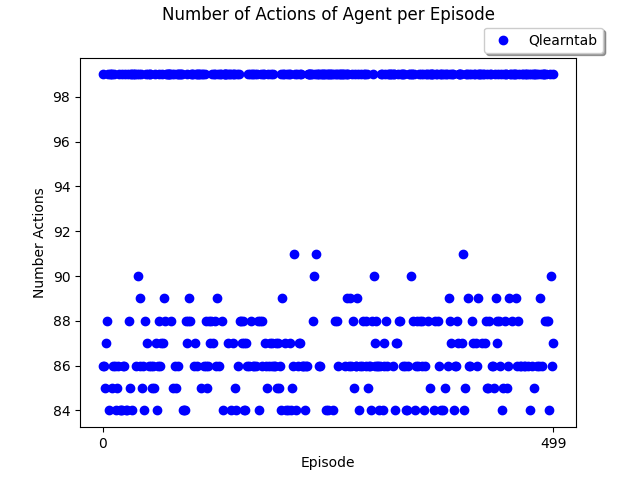 Number of Actions of Agent per Episode
Qlearntab
98
96
94
92
90
88
86
84
Number Actions
0
499
Episode